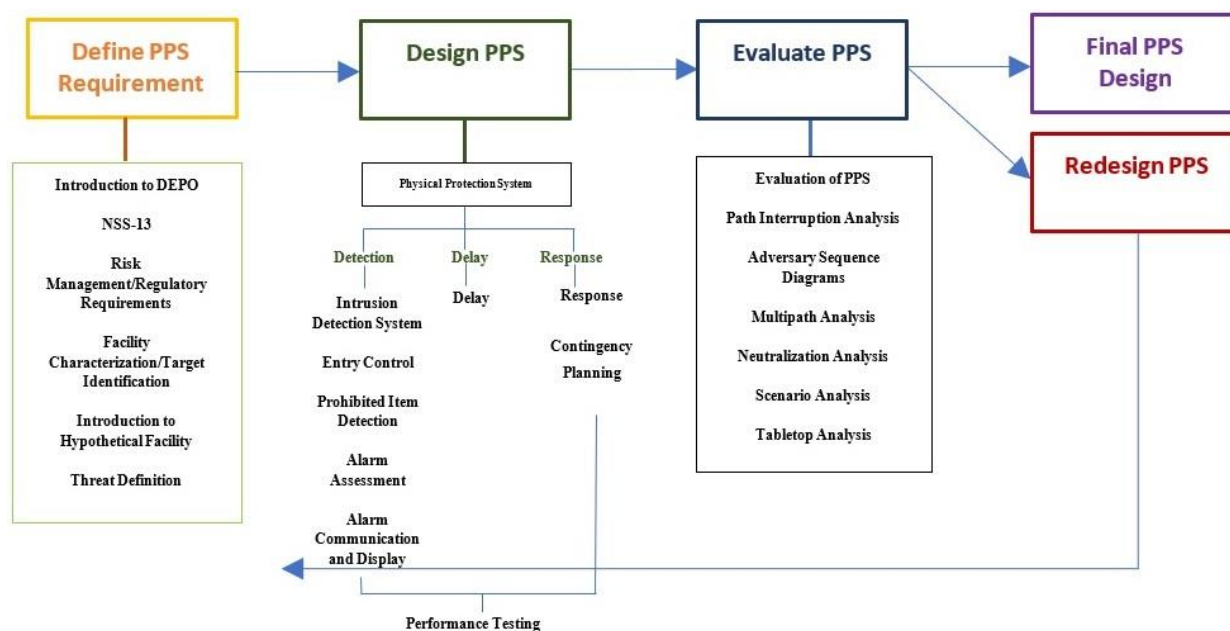 Define PPS
Requirement
Design PPS
Evaluate PPS
Final PPS
Design
Redesign PPS
Introduction to DEPO
NSS-13
Risk
Management/Regulatory
Requirements
Facility
Characterization/Target
Identification
Introduction to
Hypothetical Facility
Threat Definition
Physical Protection System
Detection
Delay
Response
Intrusion
Detection System
Entry Control
Prohibited Item
Detection
Alarm
Assessment
Alarm
Communication
and Display
Delay
Response
Contingency
Planning
Performance Testing
Evaluation of PPS
Path Interruption Analysis
Adversary Sequence
Diagrams
Multipath Analysis
Neutralization Analysis
Scenario Analysis
Tabletop Analysis